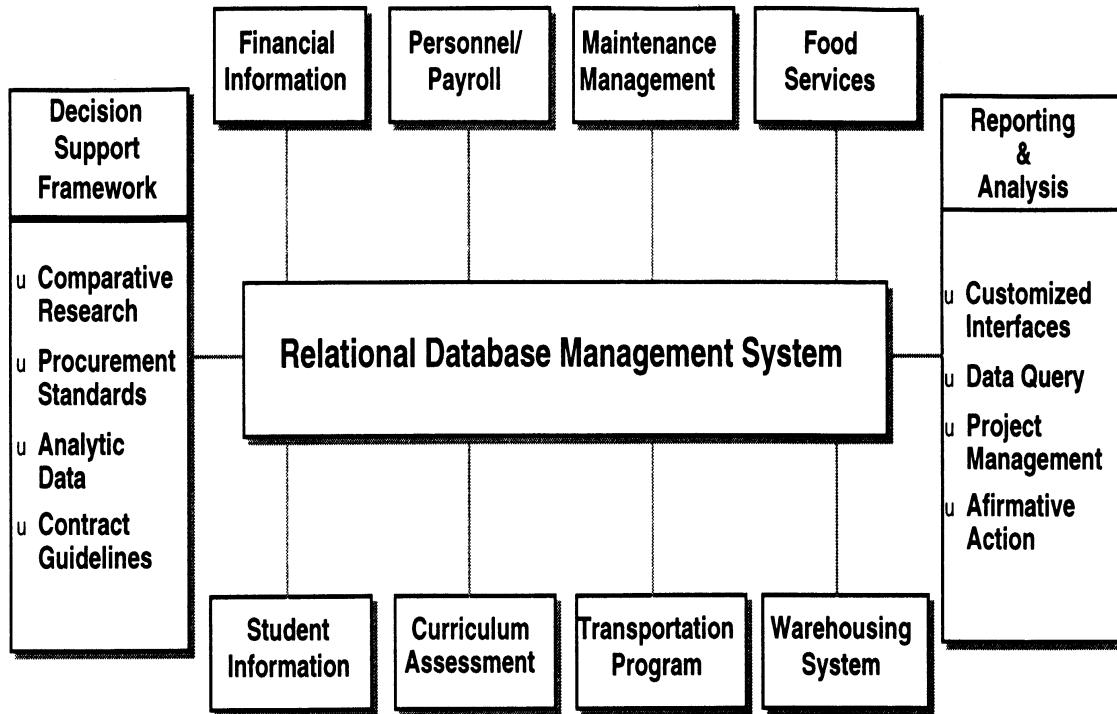 Financial
Information
Personnel/
Payroll
Maintenance
Management
Food
Services
Decision
Support
Framework
u Comparative
Research
u Procurement
Standards
u Analytic
Data
u Contract
Guidelines
Relational Database Management System
Reporting
&
Analysis
u Customized
Interfaces
u Data Query
u Project
Management
u Afirmative
Action
Student
Information
Curriculum
Assessment
Transportation
Program
Warehousing
System